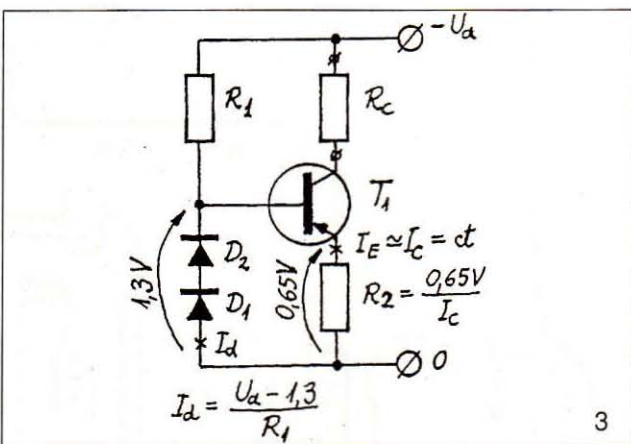 -Ua
R1
Rc
T1
1,3V
D2
D1
Id
0,65V
IE ≃ IC = ct
R2 = 0,65V / IC
0
Id = Ua - 1,3 / R1
3